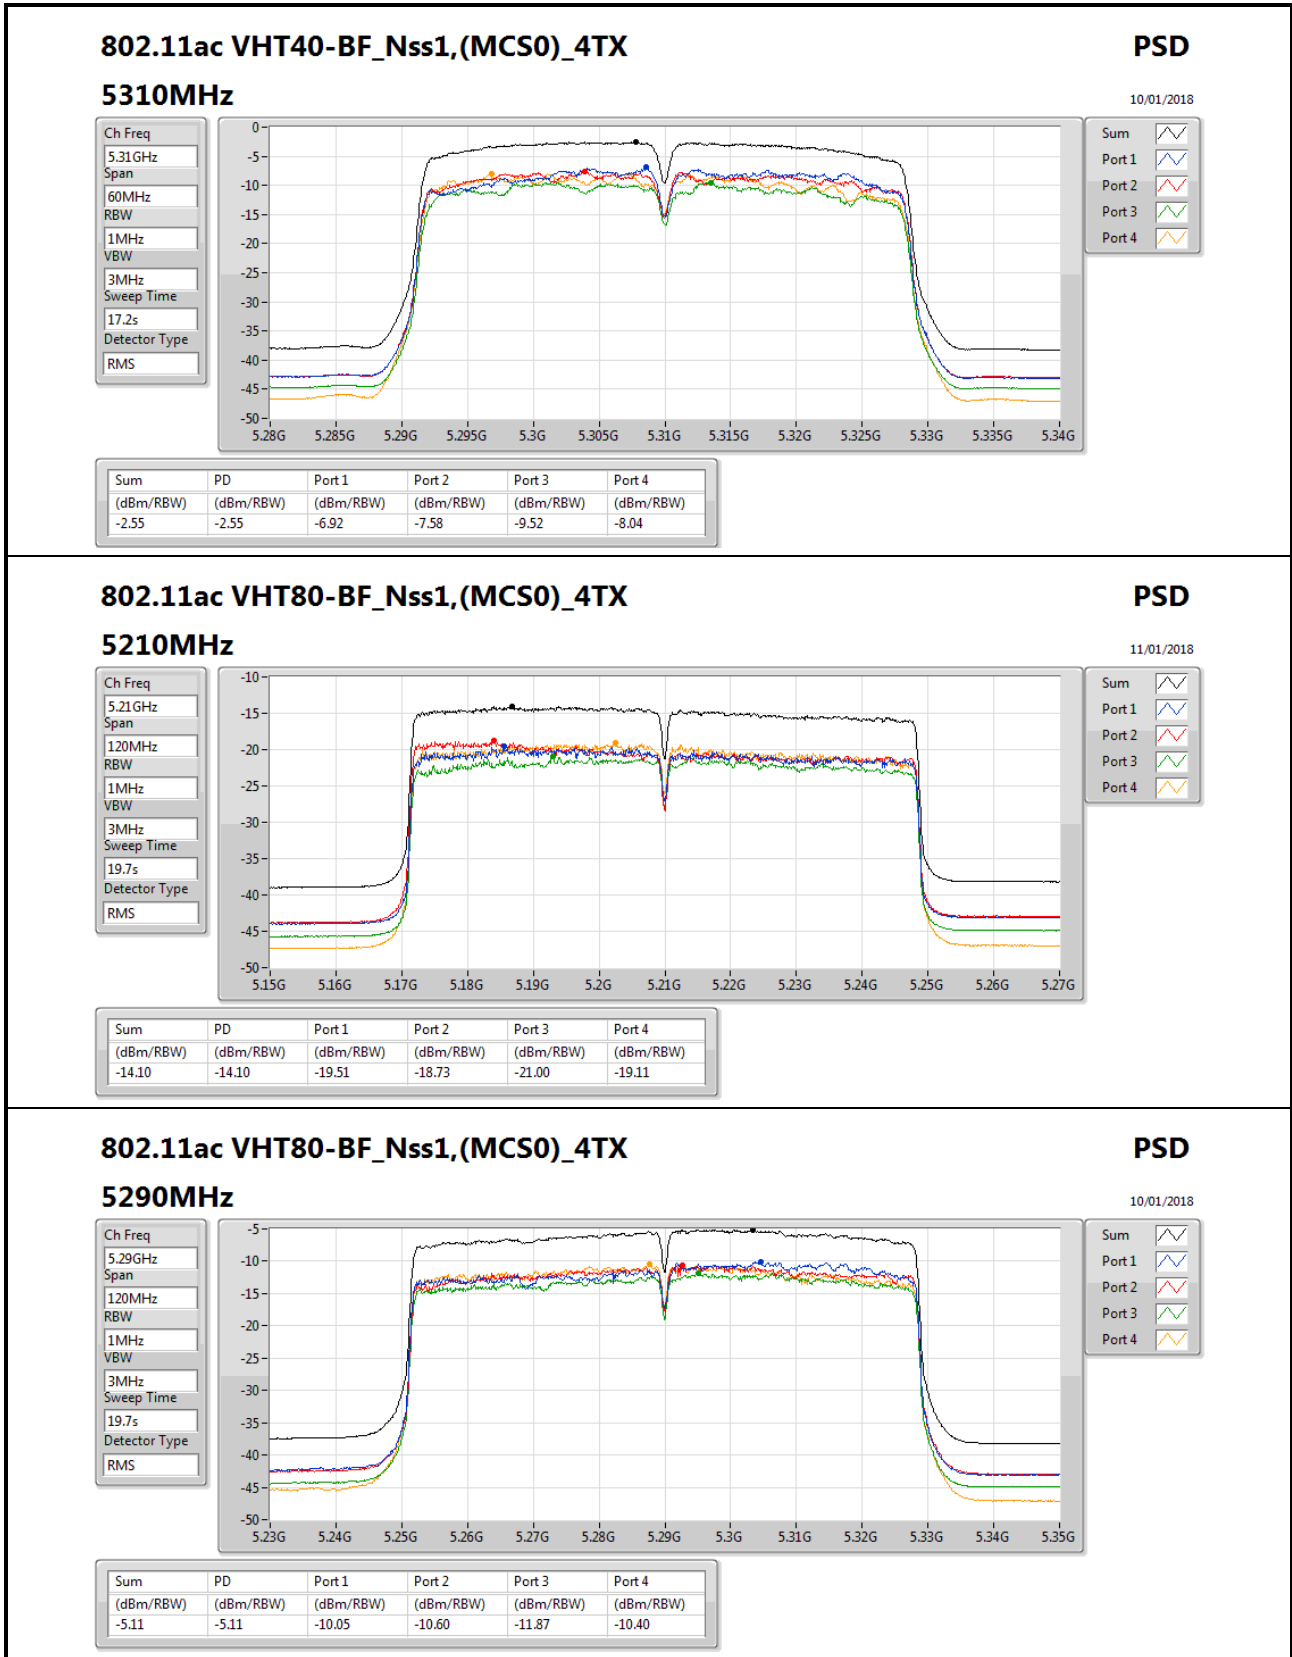 802.11ac VHT40-BF_Nss1,(MCS0)_4TX PSD
5310MHz 10/01/2018
Ch Freq
5.31GHz
Span
60MHz
RBW
1MHz
VBW
3MHz
Sweep Time
17.2s
Detector Type
RMS
0
-5
-10
-15
-20
-25
-30
-35
-40
-45
-50
5.28G 5.285G 5.29G 5.295G 5.3G 5.305G 5.31G 5.315G 5.32G 5.325G 5.33G 5.335G 5.34G
Sum
Port 1
Port 2
Port 3
Port 4
Sum PD Port 1 Port 2 Port 3 Port 4
(dBm/RBW) (dBm/RBW) (dBm/RBW) (dBm/RBW) (dBm/RBW) (dBm/RBW)
-2.55 -2.55 -6.92 -7.58 -9.52 -8.04
802.11ac VHT80-BF_Nss1,(MCS0)_4TX PSD
5210MHz 11/01/2018
Ch Freq
5.21GHz
Span
120MHz
RBW
1MHz
VBW
3MHz
Sweep Time
19.7s
Detector Type
RMS
-10
-15
-20
-25
-30
-35
-40
-45
-50
5.15G 5.16G 5.17G 5.18G 5.19G 5.2G 5.21G 5.22G 5.23G 5.24G 5.25G 5.26G 5.27G
Sum
Port 1
Port 2
Port 3
Port 4
Sum PD Port 1 Port 2 Port 3 Port 4
(dBm/RBW) (dBm/RBW) (dBm/RBW) (dBm/RBW) (dBm/RBW) (dBm/RBW)
-14.10 -14.10 -19.51 -18.73 -21.00 -19.11
802.11ac VHT80-BF_Nss1,(MCS0)_4TX PSD
5290MHz 10/01/2018
Ch Freq
5.29GHz
Span
120MHz
RBW
1MHz
VBW
3MHz
Sweep Time
19.7s
Detector Type
RMS
-5
-10
-15
-20
-25
-30
-35
-40
-45
-50
5.23G 5.24G 5.25G 5.26G 5.27G 5.28G 5.29G 5.3G 5.31G 5.32G 5.33G 5.34G 5.35G
Sum
Port 1
Port 2
Port 3
Port 4
Sum PD Port 1 Port 2 Port 3 Port 4
(dBm/RBW) (dBm/RBW) (dBm/RBW) (dBm/RBW) (dBm/RBW) (dBm/RBW)
-5.11 -5.11 -10.05 -10.60 -11.87 -10.40